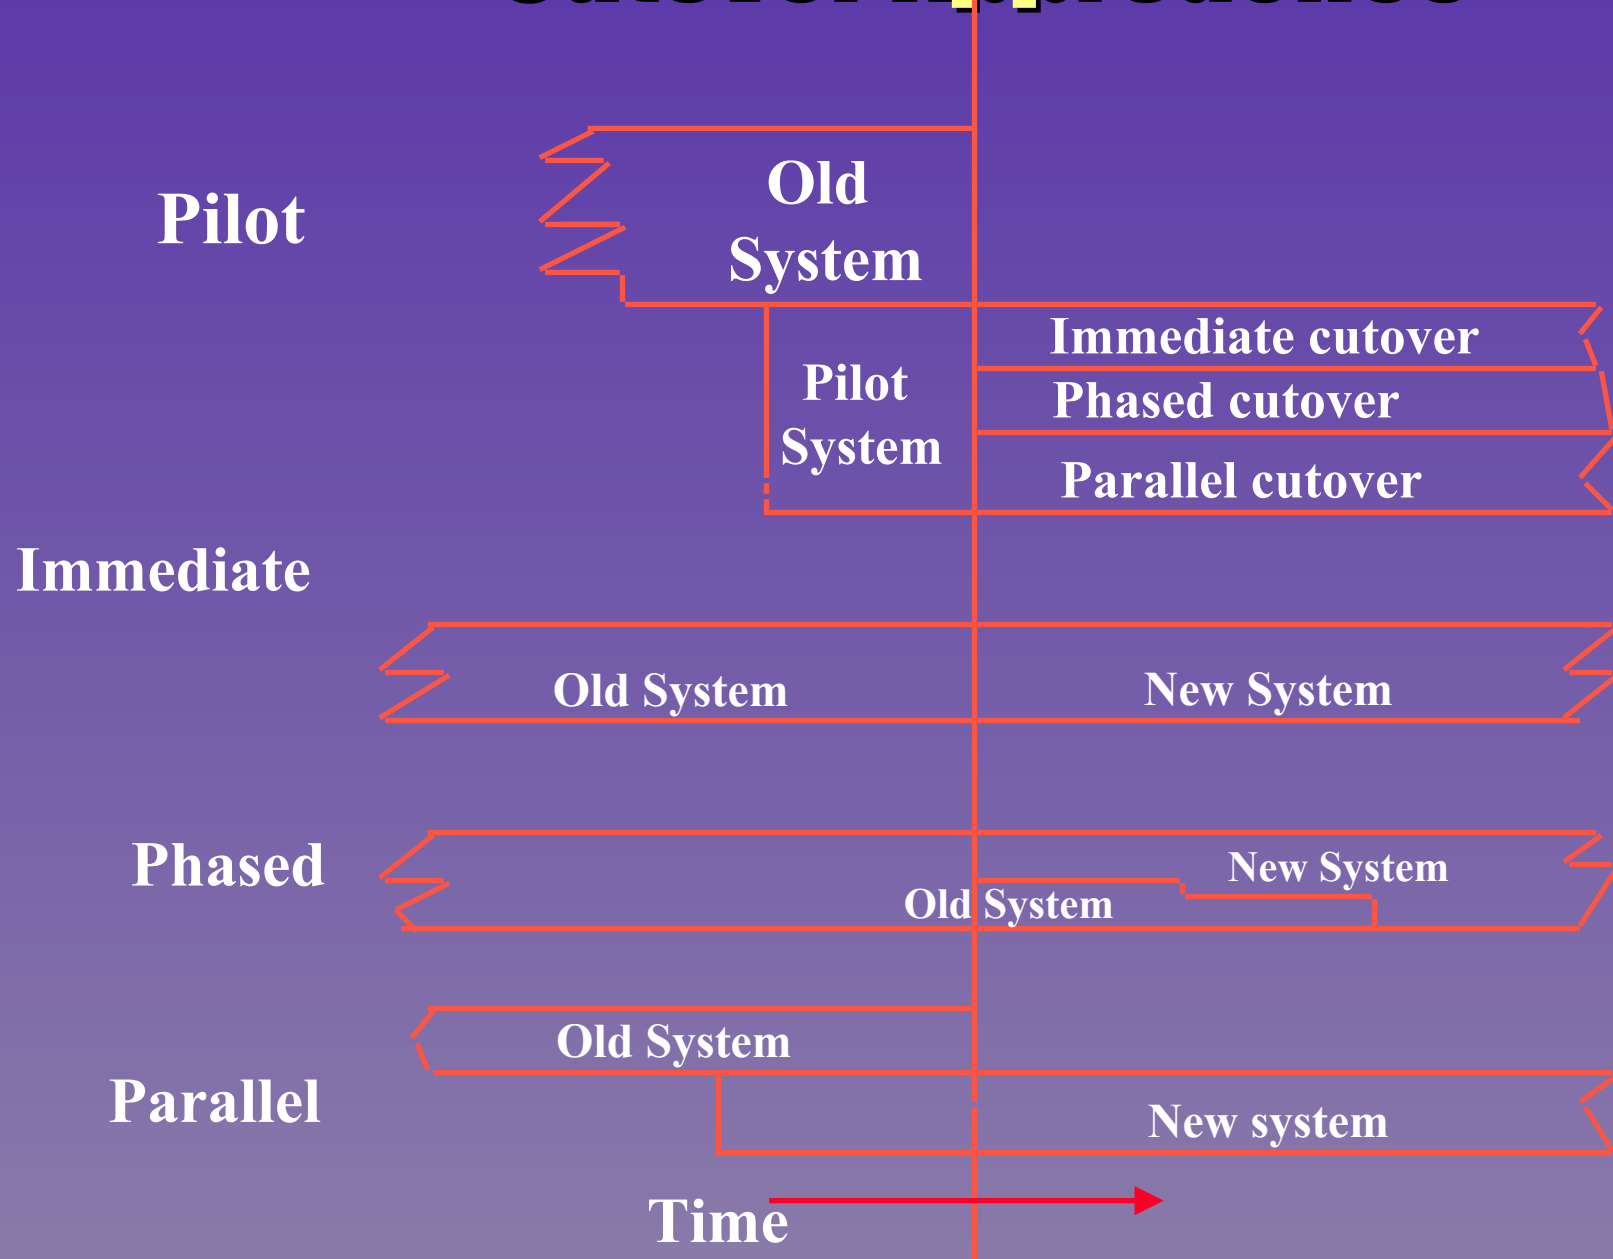 Pilot
Old
System
Immediate cutover
Pilot
System
Phased cutover
Parallel cutover
Immediate
Old System
New System
Phased
New System
Old System
Old System
Parallel
New system
Time